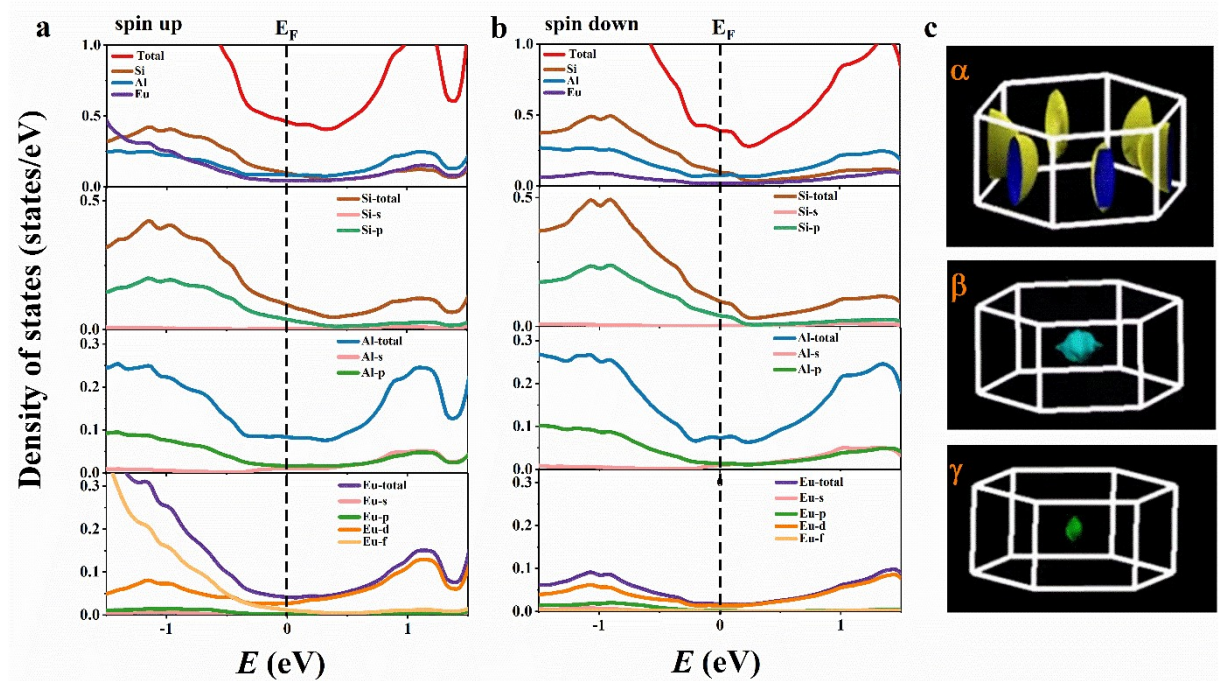 a
spin up
E_F
b
spin down
E_F
c
Density of states (states/eV)
1.0
0.5
0.0
Total
Si
Al
Eu
0.5
0.0
Si-total
Si-s
Si-p
0.3
0.2
0.1
0.0
Al-total
Al-s
Al-p
0.3
0.2
0.1
0.0
Eu-total
Eu-s
Eu-p
Eu-d
Eu-f
-1
0
1
E (eV)
1.0
0.5
0.0
Total
Si
Al
Eu
0.5
0.0
Si-total
Si-s
Si-p
0.3
0.2
0.1
0.0
Al-total
Al-s
Al-p
0.3
0.2
0.1
0.0
Eu-total
Eu-s
Eu-p
Eu-d
Eu-f
-1
0
1
E (eV)
α
β
γ